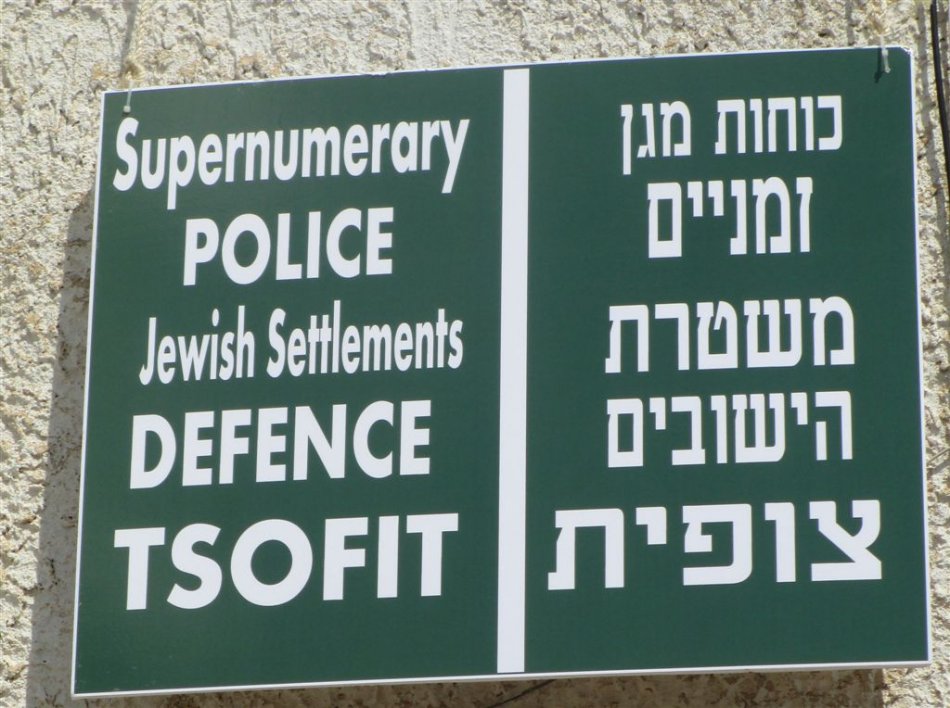 Supernumerary
POLICE
Jewish Settlements
DEFENCE
TSOFIT
כוחות מגן
זמניים
משטרת
הישובים
צופית